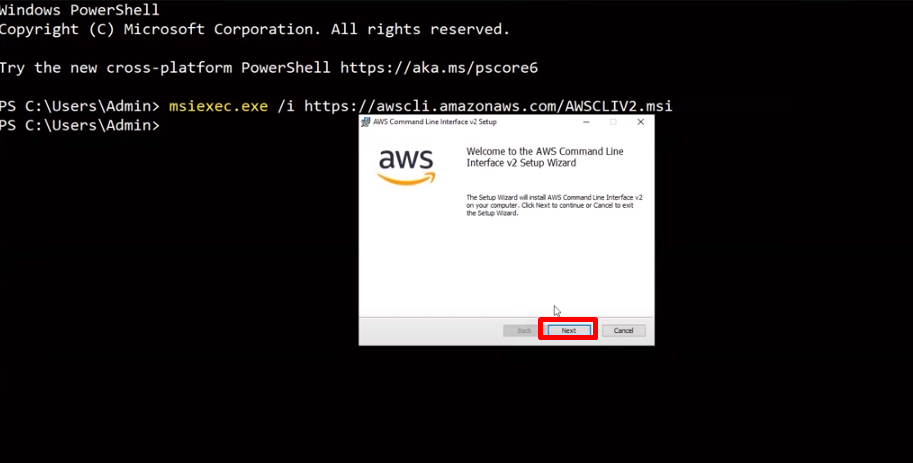 Windows PowerShell
Copyright (C) Microsoft Corporation. All rights reserved.
Try the new cross-platform PowerShell https://aka.ms/pscore6
PS C:\Users\Admin> msiexec.exe /i https://awscli.amazonaws.com/AWSCLIV2.msi
PS C:\Users\Admin>
AWS Command Line Interface v2 Setup
aws
Welcome to the AWS Command Line
Interface v2 Setup Wizard
The Setup Wizard will install AWS Command Line Interface v2
on your computer. Click Next to continue or Cancel to exit
the Setup Wizard.
Back Next Cancel